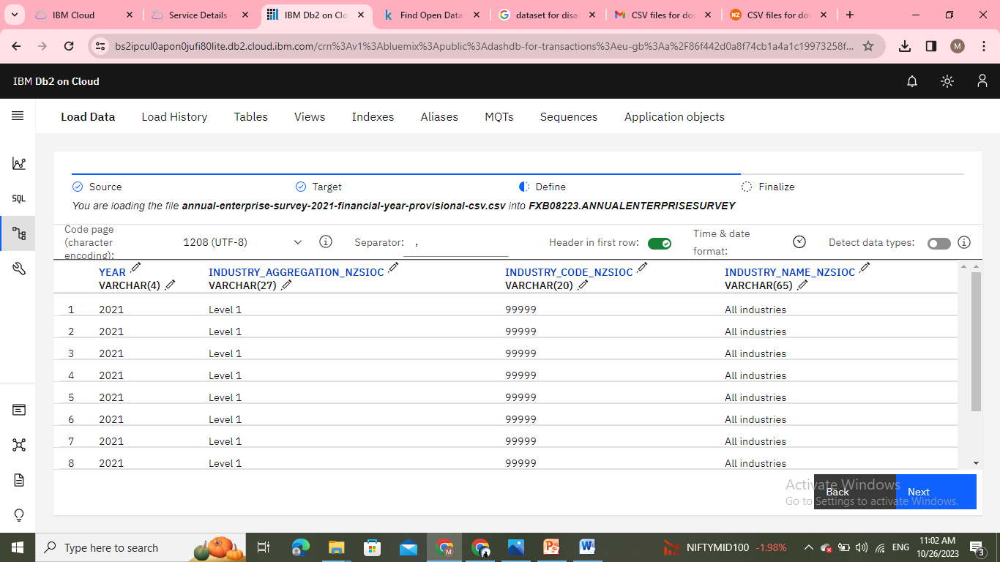 IBM Cloud
Service Details -
IBM Db2 on Clo
Find Open Data
dataset for disa
CSV files for do
CSV files for do
bs2ipcul0apon0jufi80lite.db2.cloud.ibm.com/crn%3Av1%3Abluemix%3Apublic%3Adashdb-for-transactions%3Aeu-gb%3Aa%2F86f442d0a8f74cb1a4a1c19973258f...
M
IBM Db2 on Cloud
Load Data Load History Tables Views Indexes Aliases MQTs Sequences Application objects
SQL
Source Target Define Finalize
You are loading the file annual-enterprise-survey-2021-financial-year-provisional-csv.csv into FXB08223.ANNUALENTERPRISESURVEY
Code page (character encoding): 1208 (UTF-8) Separator: , Header in first row: Time & date format: Detect data types:
YEAR INDUSTRY_AGGREGATION_NZSIOC INDUSTRY_CODE_NZSIOC INDUSTRY_NAME_NZSIOC
VARCHAR(4) VARCHAR(27) VARCHAR(20) VARCHAR(65)
1 2021 Level 1 99999 All industries
2 2021 Level 1 99999 All industries
3 2021 Level 1 99999 All industries
4 2021 Level 1 99999 All industries
5 2021 Level 1 99999 All industries
6 2021 Level 1 99999 All industries
7 2021 Level 1 99999 All industries
8 2021 Level 1 99999 All industries
Activate Windows
Back Next
Go to Settings to activate Windows.
Type here to search
NIFTYMID100 -1.98%
ENG
11:02 AM
10/26/2023
3